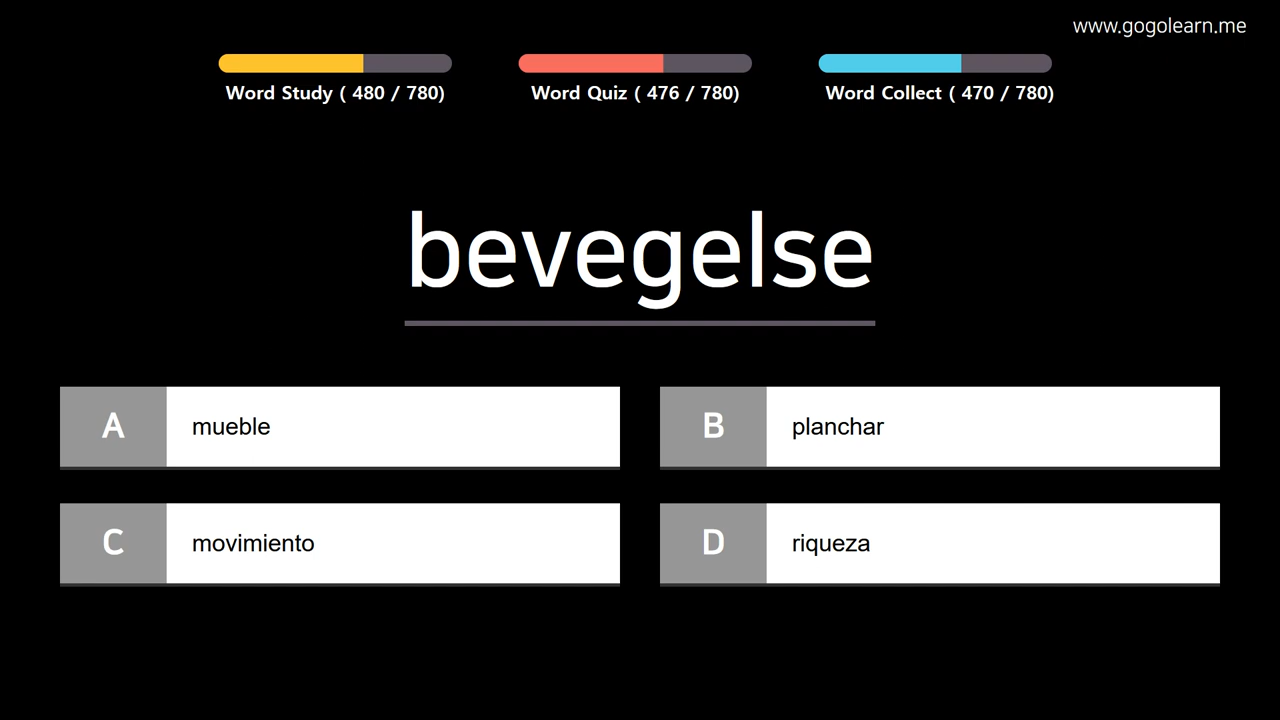 www.gogolearn.me
Word Study ( 480 / 780)
Word Quiz ( 476 / 780)
Word Collect ( 470 / 780)
bevegelse
A mueble
B planchar
C movimiento
D riqueza